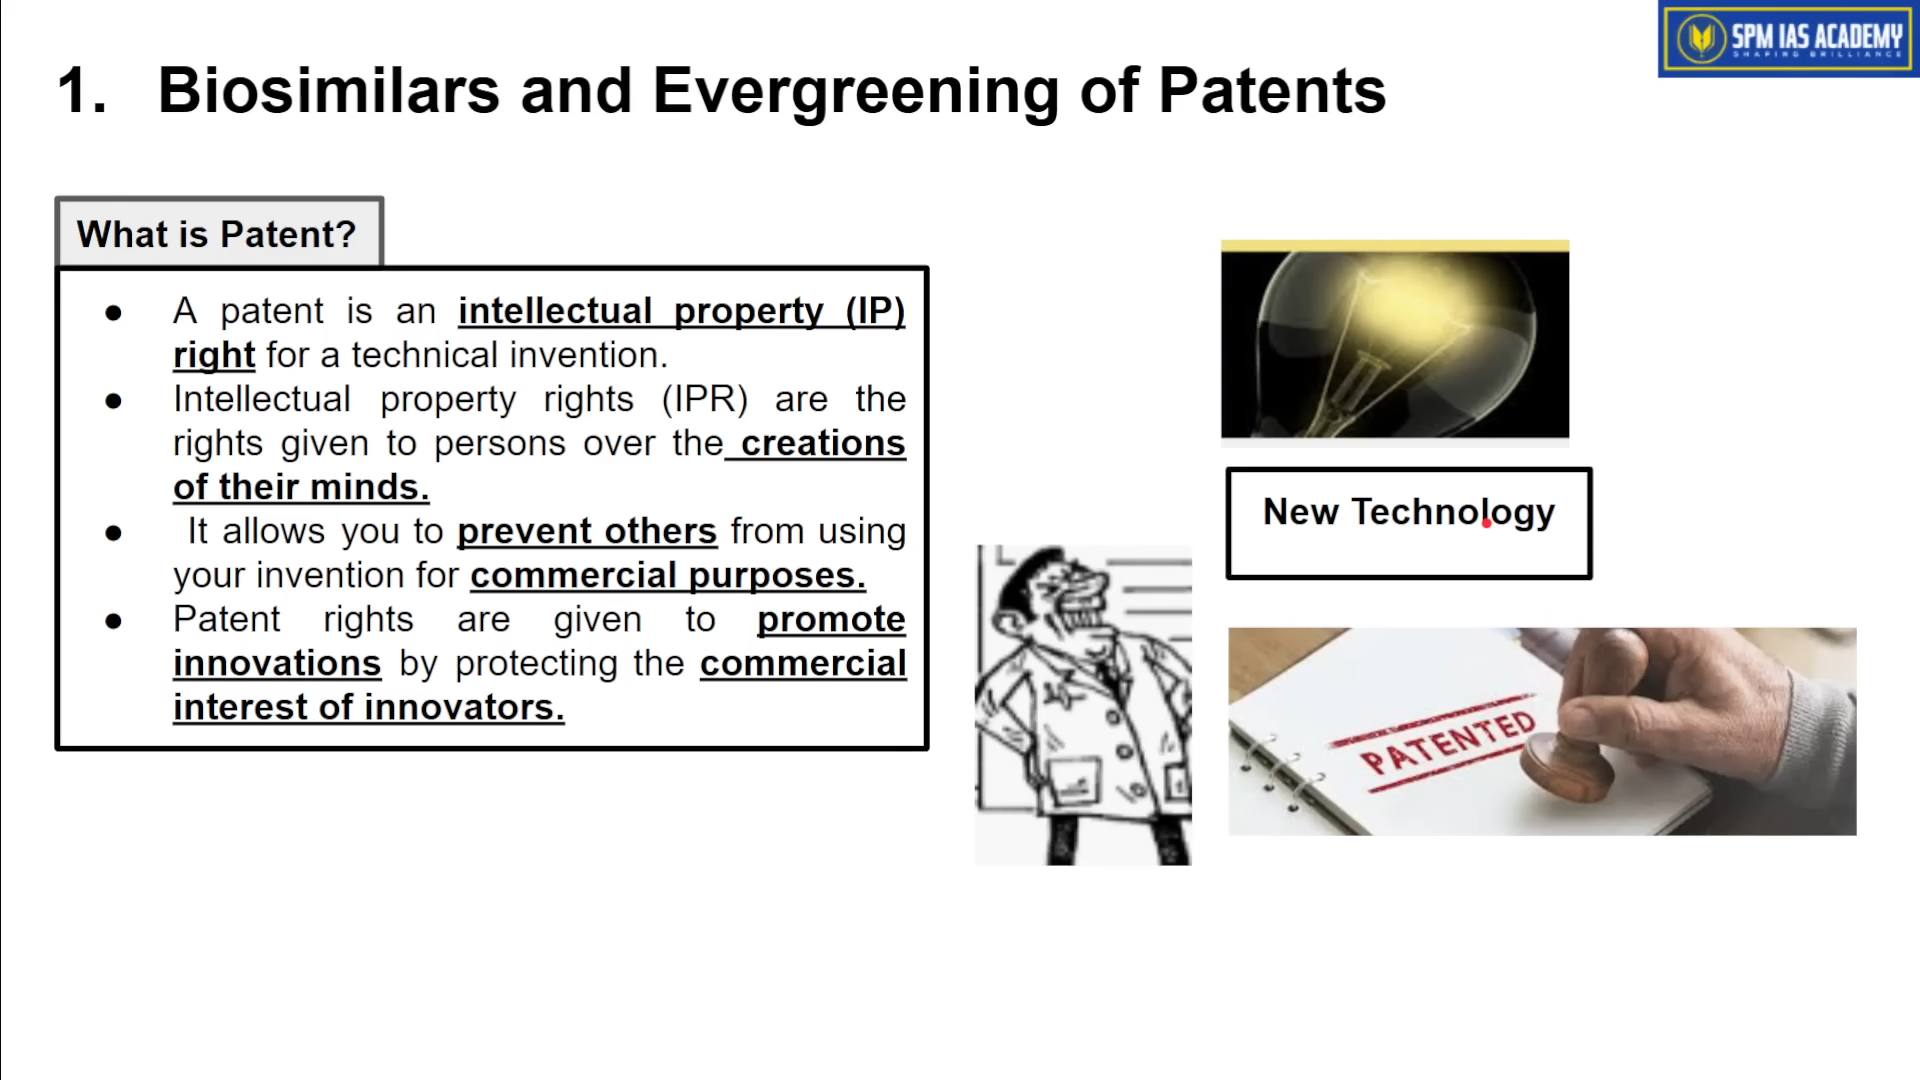 SPM IAS ACADEMY
SHAPING BRILLIANCE
1. Biosimilars and Evergreening of Patents
What is Patent?
● A patent is an intellectual property (IP)
right for a technical invention.
● Intellectual property rights (IPR) are the
rights given to persons over the creations
of their minds.
● It allows you to prevent others from using
your invention for commercial purposes.
● Patent rights are given to promote
innovations by protecting the commercial
interest of innovators.
New Technology
PATENTED